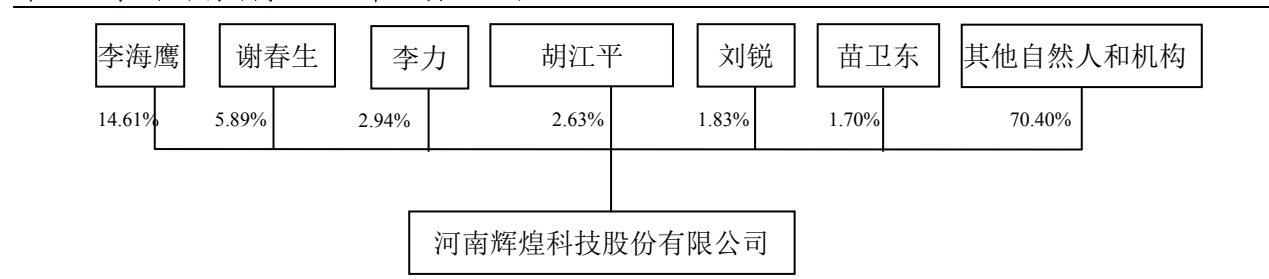 李海鹰 谢春生 李力 胡江平 刘锐 苗卫东 其他自然人和机构
14.61% 5.89% 2.94% 2.63% 1.83% 1.70% 70.40%
河南辉煌科技股份有限公司